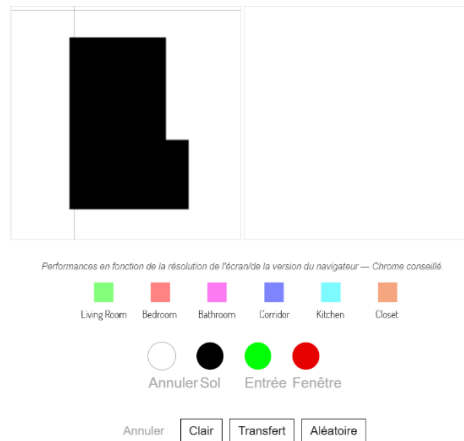 Performances en fonction de la résolution de l'écran/de la version du navigateur — Chrome conseillé.
Living Room Bedroom Bathroom Corridor Kitchen Closet
Annuler Sol Entrée Fenêtre
Annuler Clair Transfert Aléatoire